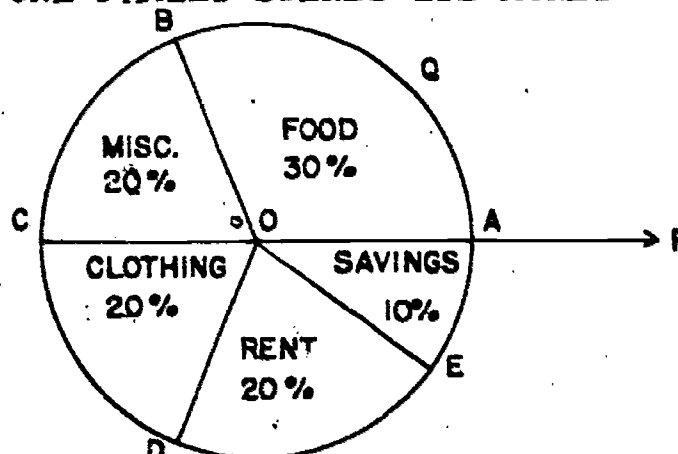 B
Q
FOOD
30%
MISC.
20%
C
O
A
CLOTHING
20%
SAVINGS
10%
RENT
20%
E
D